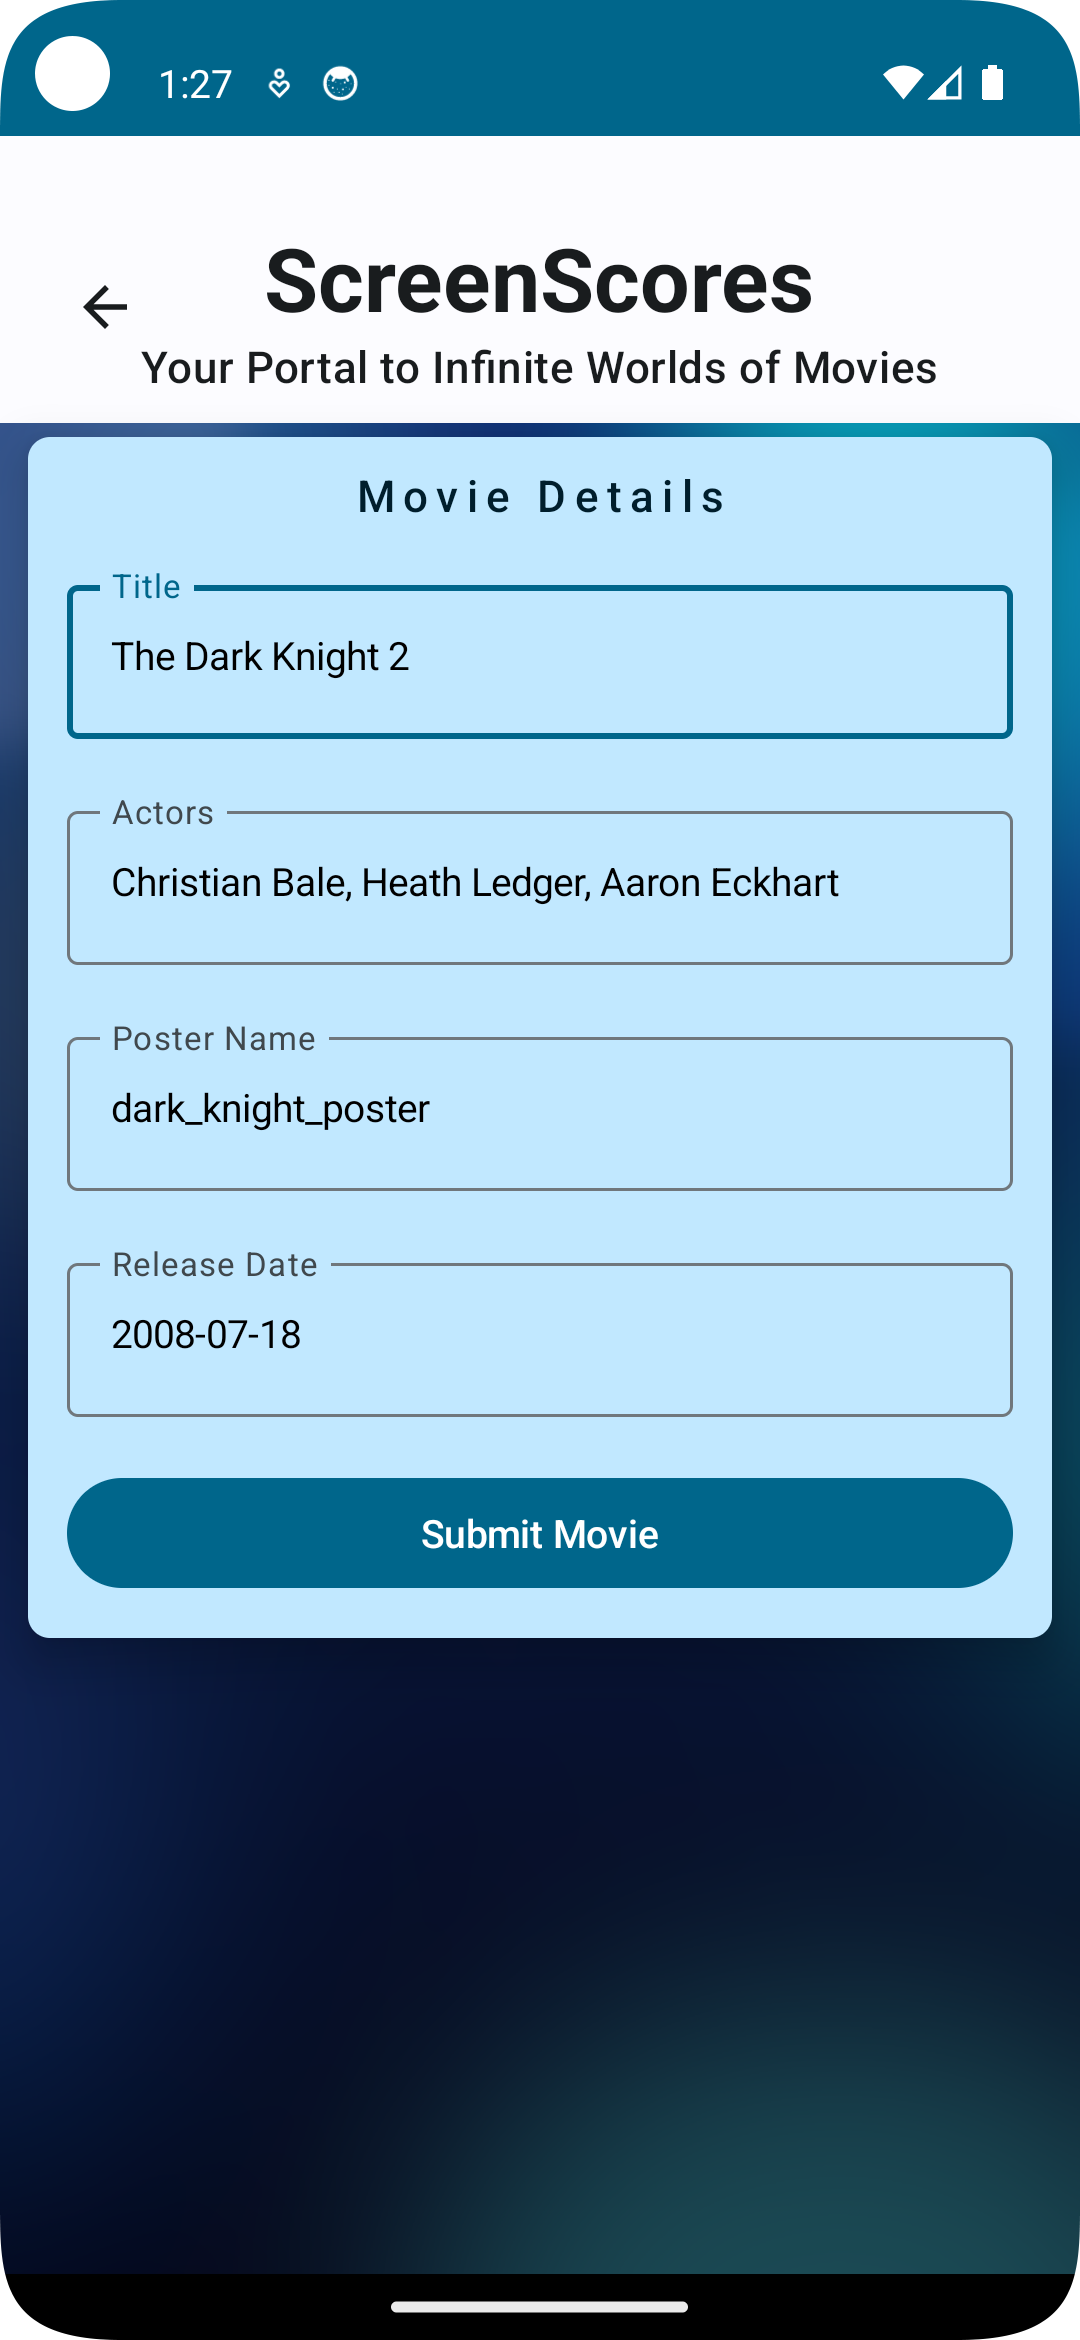 1:27
ScreenScores
Your Portal to Infinite Worlds of Movies
Movie Details
Title
The Dark Knight 2
Actors
Christian Bale, Heath Ledger, Aaron Eckhart
Poster Name
dark_knight_poster
Release Date
2008-07-18
Submit Movie